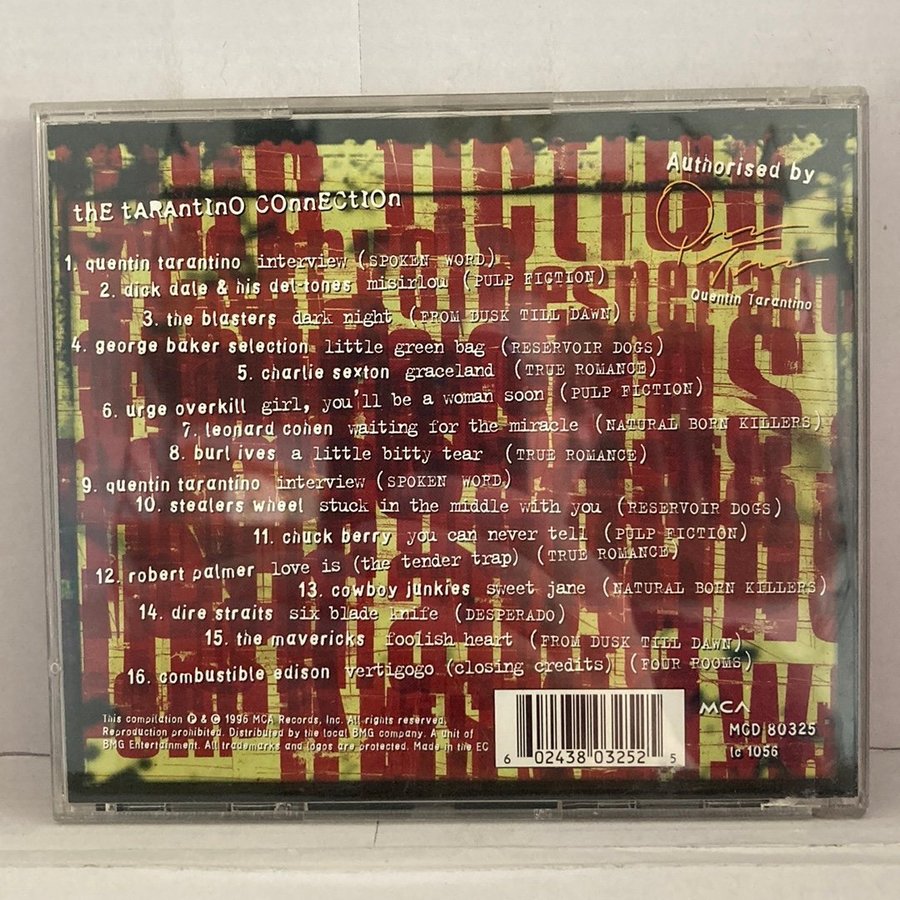 Authorised by
Quentin Tarantino
thE tARAntInO COnnECtIOn
1. quentin tarantino interview (SPOKEN WORD)
2. dick dale & his del-tones misirlou (PULP FICTION)
3. the blasters dark night (FROM DUSK TILL DAWN)
4. george baker selection little green bag (RESERVOIR DOGS)
5. charlie sexton graceland (TRUE ROMANCE)
6. urge overkill girl, you'll be a woman soon (PULP FICTION)
7. leonard cohen waiting for the miracle (NATURAL BORN KILLERS)
8. burl ives a little bitty tear (TRUE ROMANCE)
9. quentin tarantino interview (SPOKEN WORD)
10. stealers wheel stuck in the middle with you (RESERVOIR DOGS)
11. chuck berry you can never tell (PULP FICTION)
12. robert palmer love is (the tender trap) (TRUE ROMANCE)
13. cowboy junkies sweet jane (NATURAL BORN KILLERS)
14. dire straits six blade knife (DESPERADO)
15. the mavericks foolish heart (FROM DUSK TILL DAWN)
16. combustible edison vertigogo (closing credits) (FOUR ROOMS)
This compilation ℗ & © 1996 MCA Records, Inc. All rights reserved.
Reproduction prohibited. Distributed by the local BMG company. A unit of
BMG Entertainment. All trademarks and logos are protected. Made in the EC
6 02438 03252 5
MCA
MCD 80325
lc 1056